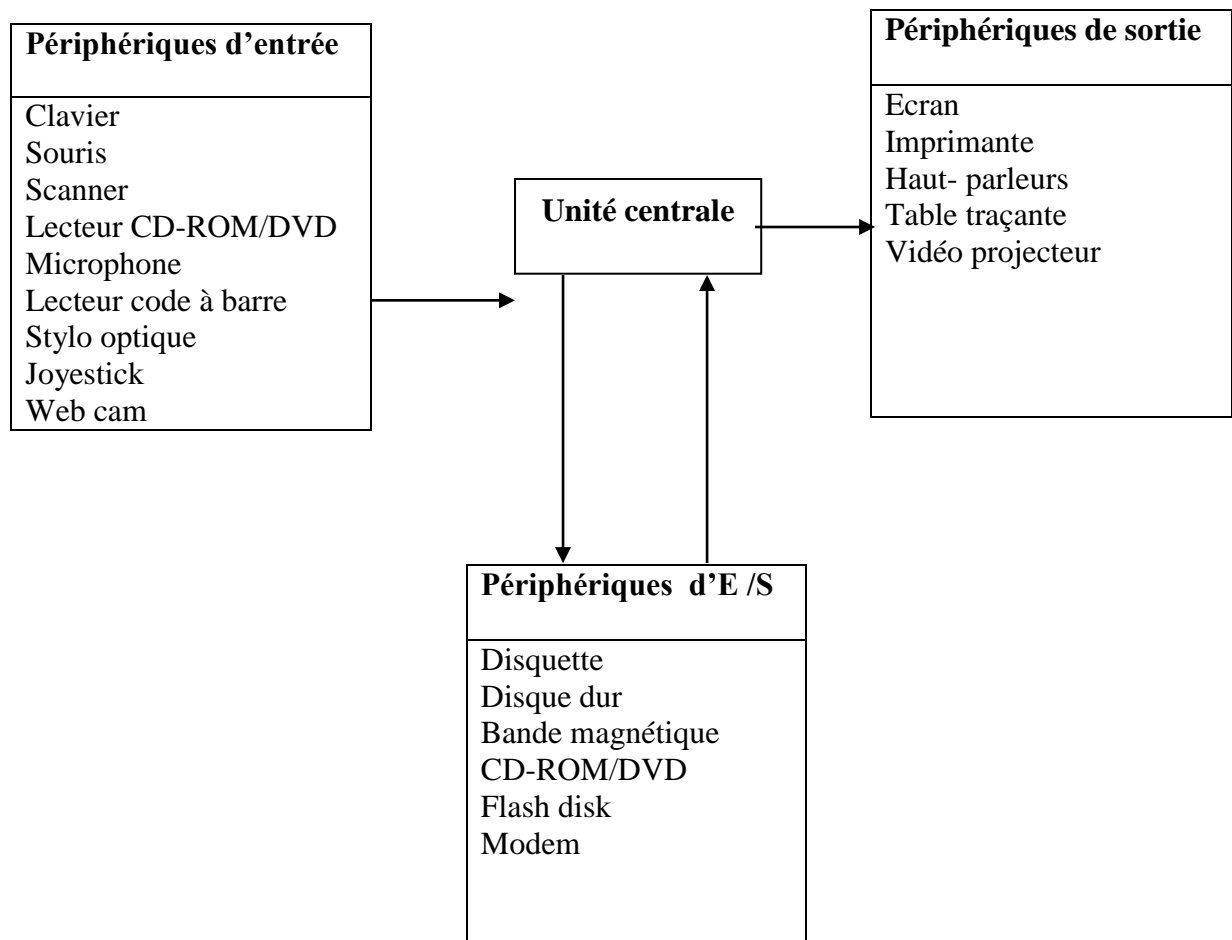 Périphériques d’entrée
Clavier
Souris
Scanner
Lecteur CD-ROM/DVD
Microphone
Lecteur code à barre
Stylo optique
Joyestick
Web cam
Unité centrale
Périphériques de sortie
Ecran
Imprimante
Haut- parleurs
Table traçante
Vidéo projecteur
Périphériques d’E /S
Disquette
Disque dur
Bande magnétique
CD-ROM/DVD
Flash disk
Modem